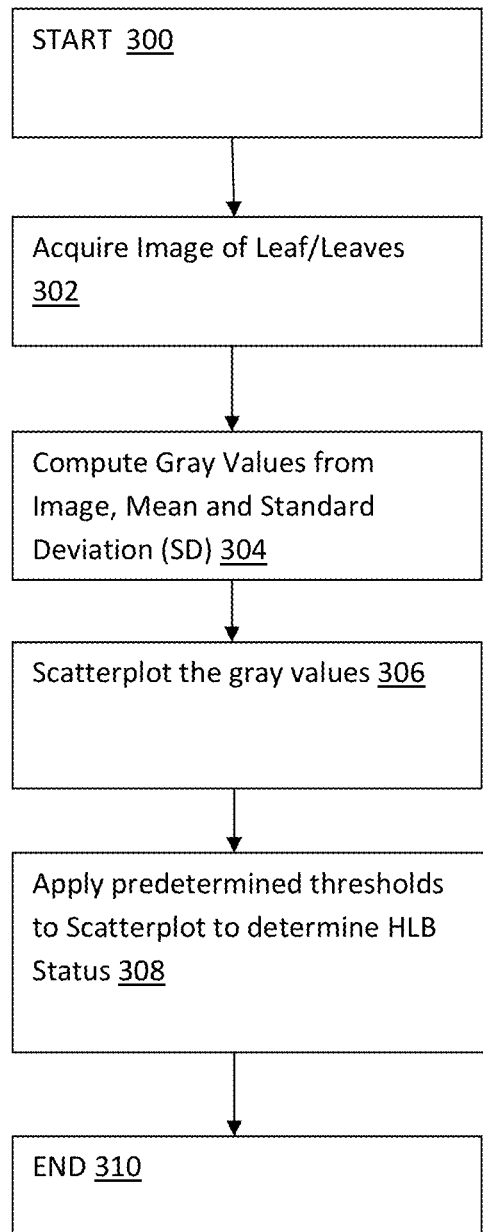 START 300
Acquire Image of Leaf/Leaves
302
Compute Gray Values from
Image, Mean and Standard
Deviation (SD) 304
Scatterplot the gray values 306
Apply predetermined thresholds
to Scatterplot to determine HLB
Status 308
END 310